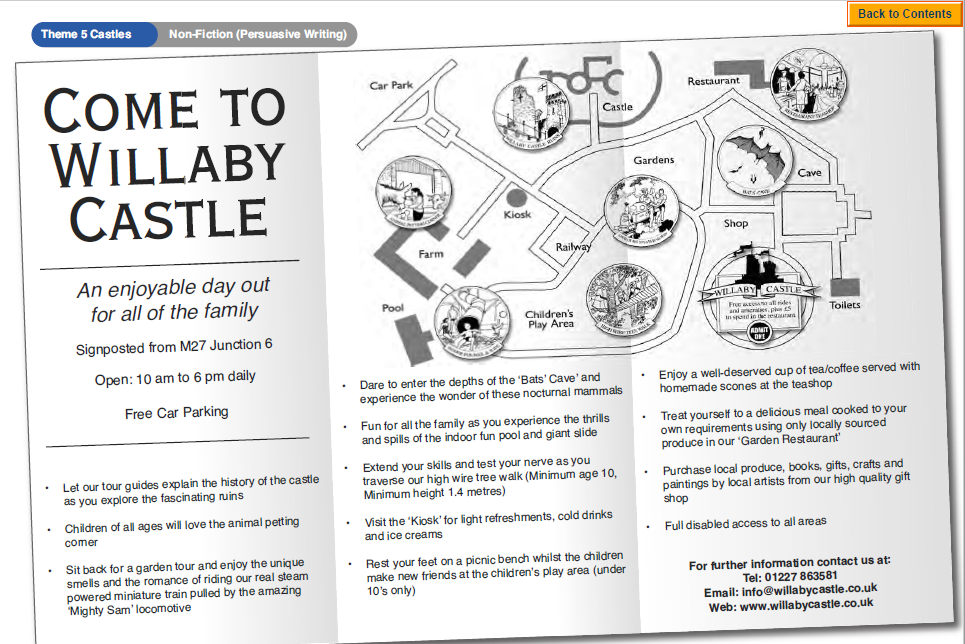 Back to Contents
Theme 5 Castles
Non-Fiction (Persuasive Writing)
COME TO
WILLABY
CASTLE
An enjoyable day out
for all of the family
Signposted from M27 Junction 6
Open: 10 am to 6 pm daily
Free Car Parking
• Let our tour guides explain the history of the castle
as you explore the fascinating ruins
• Children of all ages will love the animal petting
corner
• Sit back for a garden tour and enjoy the unique
smells and the romance of riding our real steam
powered miniature train pulled by the amazing
‘Mighty Sam’ locomotive
Car Park
Castle
Restaurant
Gardens
Cave
Kiosk
Shop
Railway
Farm
Pool
Children's
Play Area
Toilets
WILLABY CASTLE RUINS
BATS' CAVE
WILLABY CASTLE
Free access to all rides
and amenities, plus £5
to spend in the restaurant
ADMIT
ONE
• Dare to enter the depths of the ‘Bats’ Cave’ and
experience the wonder of these nocturnal mammals
• Fun for all the family as you experience the thrills
and spills of the indoor fun pool and giant slide
• Extend your skills and test your nerve as you
traverse our high wire tree walk (Minimum age 10,
Minimum height 1.4 metres)
• Visit the ‘Kiosk’ for light refreshments, cold drinks
and ice creams
• Rest your feet on a picnic bench whilst the children
make new friends at the children’s play area (under
10’s only)
• Enjoy a well-deserved cup of tea/coffee served with
homemade scones at the teashop
• Treat yourself to a delicious meal cooked to your
own requirements using only locally sourced
produce in our ‘Garden Restaurant’
• Purchase local produce, books, gifts, crafts and
paintings by local artists from our high quality gift
shop
• Full disabled access to all areas
For further information contact us at:
Tel: 01227 863581
Email: info@willabycastle.co.uk
Web: www.willabycastle.co.uk